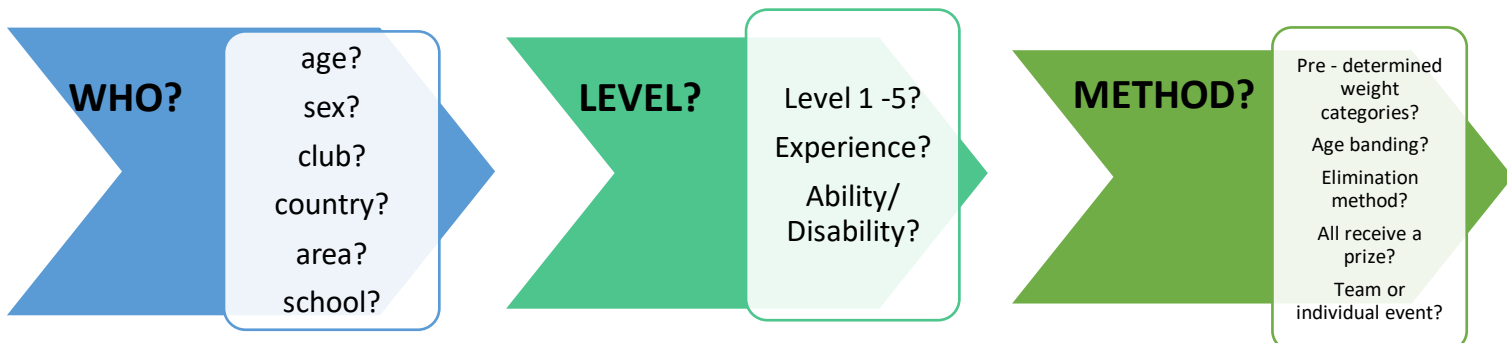 WHO?
age?
sex?
club?
country?
area?
school?
LEVEL?
Level 1 -5?
Experience?
Ability/
Disability?
METHOD?
Pre - determined
weight
categories?
Age banding?
Elimination
method?
All receive a
prize?
Team or
individual event?